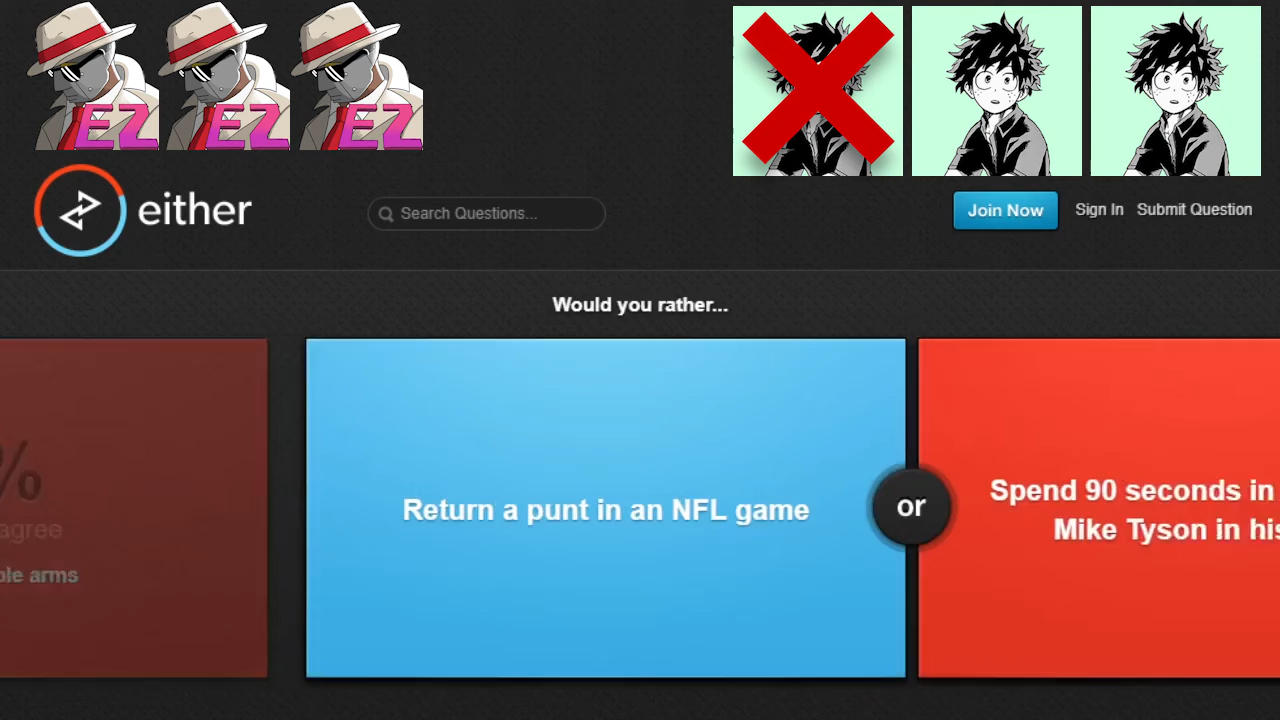 EZ EZ EZ
either
Search Questions...
Join Now
Sign In
Submit Question
Would you rather...
%
agree
ble arms
Return a punt in an NFL game
or
Spend 90 seconds in
Mike Tyson in his